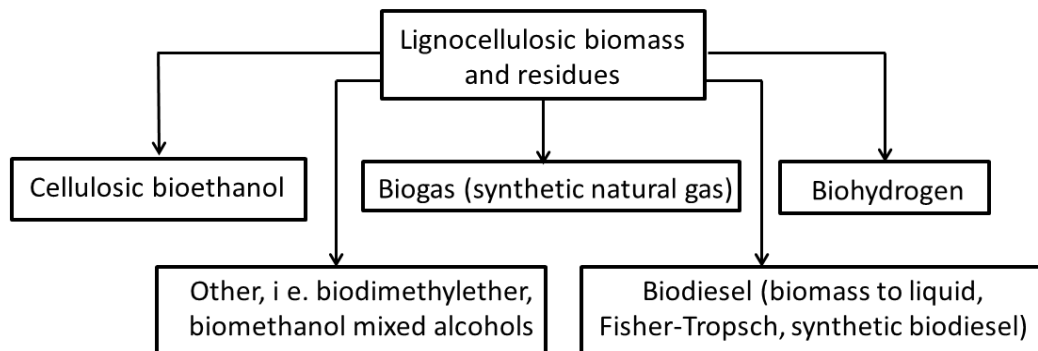 Lignocellulosic biomass
and residues
Cellulosic bioethanol
Biogas (synthetic natural gas)
Biohydrogen
Other, i e. biodimethylether,
biomethanol mixed alcohols
Biodiesel (biomass to liquid,
Fisher-Tropsch, synthetic biodiesel)